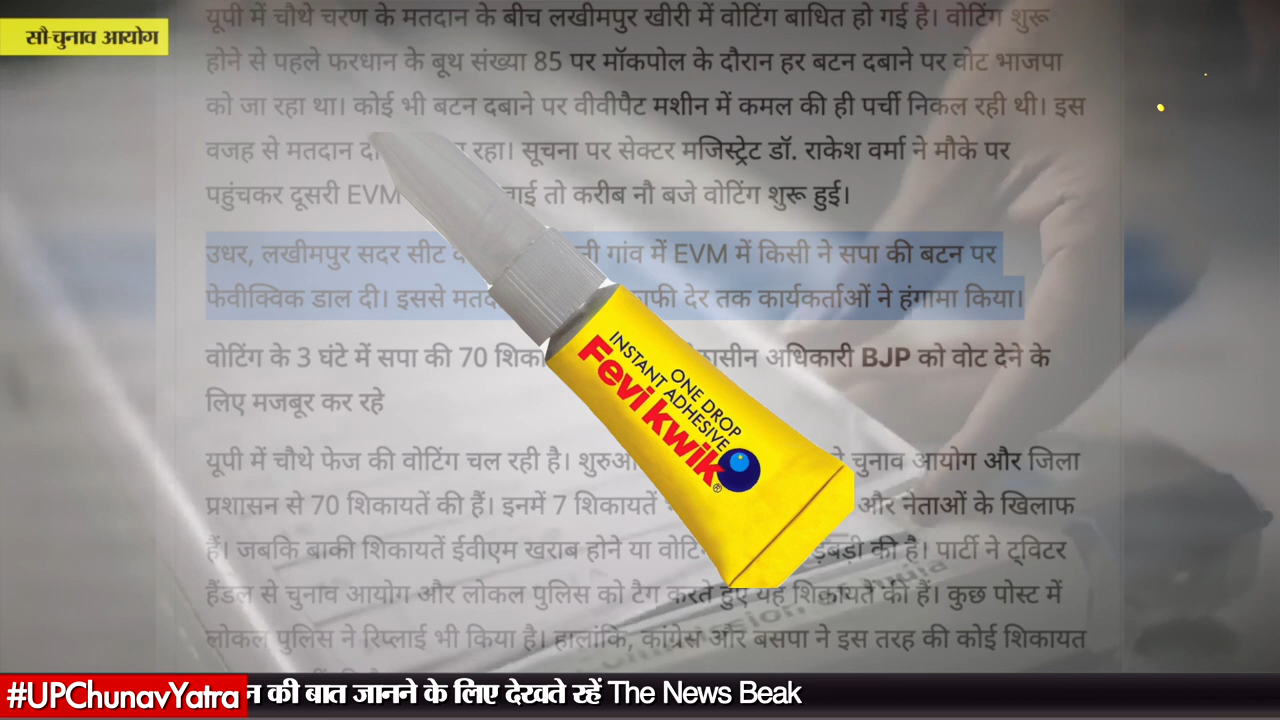 सौ-चुनाव आयोग
यूपी में चौथे चरण के मतदान के बीच लखीमपुर खीरी में वोटिंग बाधित हो गई है। वोटिंग शुरू
होने से पहले फरधान के बूथ संख्या 85 पर मॉकपोल के दौरान हर बटन दबाने पर वोट भाजपा
को जा रहा था। कोई भी बटन दबाने पर वीवीपैट मशीन में कमल की ही पर्ची निकल रही थी। इस
वजह से मतदान रहा। सूचना पर सेक्टर मजिस्ट्रेट डॉ. राकेश वर्मा ने मौके पर
पहुंचकर दूसरी EVM तो करीब नौ बजे वोटिंग शुरू हुई।
उधर, लखीमपुर सदर सीट गांव में EVM में किसी ने सपा की बटन पर
फेवीक्विक डाल दी। इससे देर तक कार्यकर्ताओं ने हंगामा किया।
वोटिंग के 3 घंटे में सपा की 70 अधिकारी BJP को वोट देने के
लिए मजबूर कर रहे
यूपी में चौथे फेज की वोटिंग चल रही है। चुनाव आयोग और जिला
प्रशासन से 70 शिकायतें की हैं। इनमें 7 शिकायतें और नेताओं के खिलाफ
हैं। जबकि बाकी शिकायतें ईवीएम खराब होने या की है। पार्टी ने ट्विटर
हैंडल से चुनाव आयोग और लोकल पुलिस को टैग करते हुए यह शिकायतें की हैं। कुछ पोस्ट में
लोकल पुलिस ने रिप्लाई भी किया है। हालांकि, कांग्रेस और बसपा ने इस तरह की कोई शिकायत
ONE DROP
INSTANT ADHESIVE
Fevi kwik®
#UPChunavYatra
की बात जानने के लिए देखते रहें The News Beak